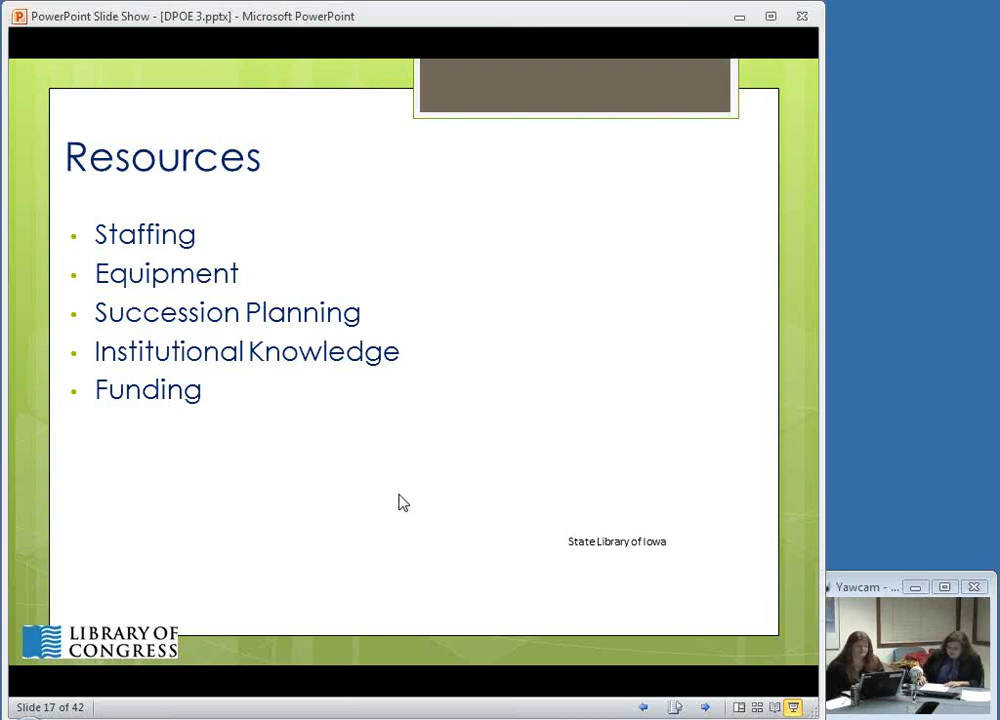 PowerPoint Slide Show - [DPOE 3.pptx] - Microsoft PowerPoint
Resources
• Staffing
• Equipment
• Succession Planning
• Institutional Knowledge
• Funding
State Library of Iowa
LIBRARY OF
CONGRESS
Yawcam - ...
Slide 17 of 42